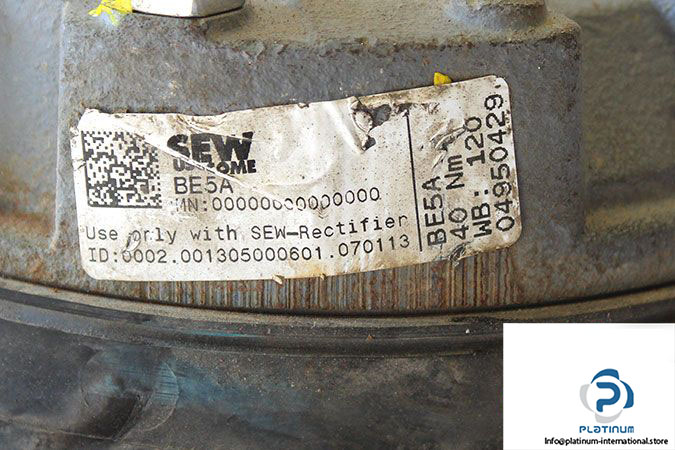 SEW
BE5A
MN:00000000000000
Use only with SEW-Rectifier
ID:0002.001305000601.070113
BE5A
40 Nm 120
WB: 120
04950429
PLATINUM
Info@platinum-international.store